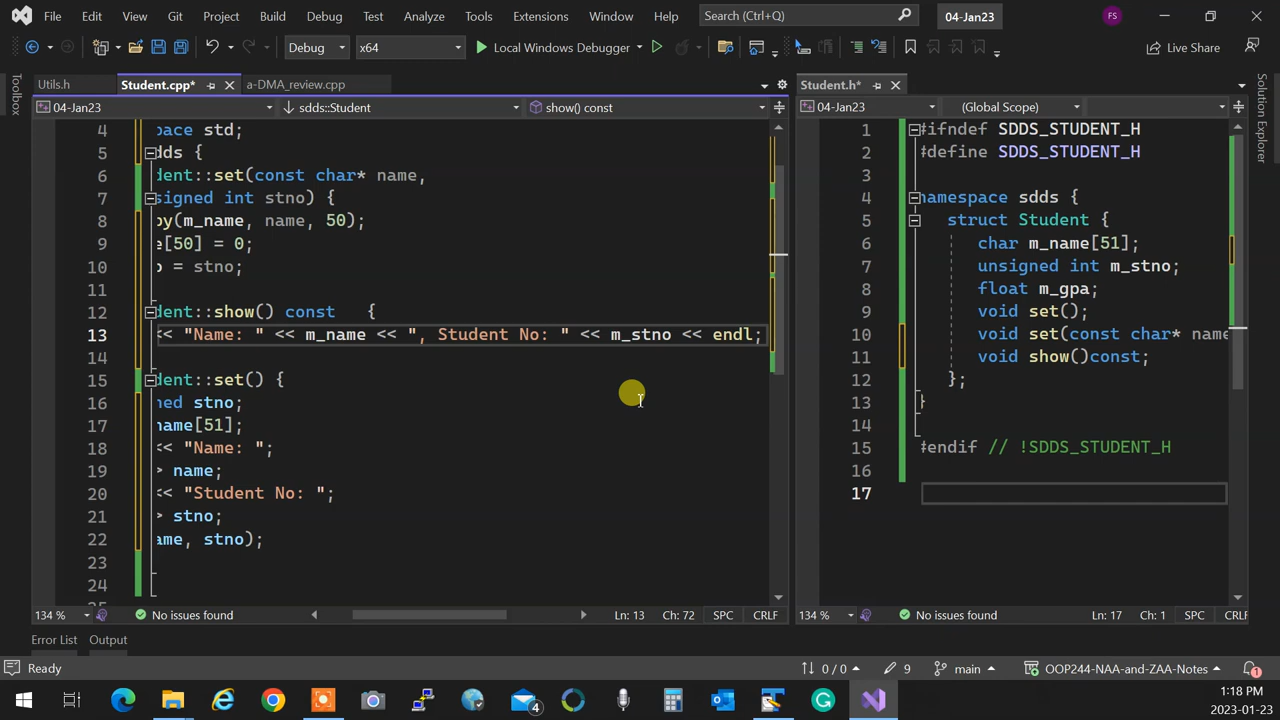 File Edit View Git Project Build Debug Test Analyze Tools Extensions Window Help Search (Ctrl+Q) 04-Jan23 FS
Debug x64 Local Windows Debugger Live Share
Toolbox
Utils.h Student.cpp* a-DMA_review.cpp
04-Jan23 sdds::Student show() const
4 pace std;
5 dds {
6 dent::set(const char* name,
7 signed int stno) {
8 py(m_name, name, 50);
9 e[50] = 0;
10 o = stno;
11
12 dent::show() const {
13 << "Name: " << m_name << ", Student No: " << m_stno << endl;
14
15 dent::set() {
16 ned stno;
17 name[51];
18 << "Name: ";
19 > name;
20 << "Student No: ";
21 > stno;
22 ame, stno);
23
24
134 % No issues found Ln: 13 Ch: 72 SPC CRLF
Student.h*
04-Jan23 (Global Scope)
1 #ifndef SDDS_STUDENT_H
2 #define SDDS_STUDENT_H
3
4 namespace sdds {
5 struct Student {
6 char m_name[51];
7 unsigned int m_stno;
8 float m_gpa;
9 void set();
10 void set(const char* name
11 void show()const;
12 };
13 }
14
15 #endif // !SDDS_STUDENT_H
16
17
134 % No issues found Ln: 17 Ch: 1 SPC CRLF
Solution Explorer
Error List Output
Ready 0 / 0 9 main OOP244-NAA-and-ZAA-Notes 1
4
1:18 PM
2023-01-23